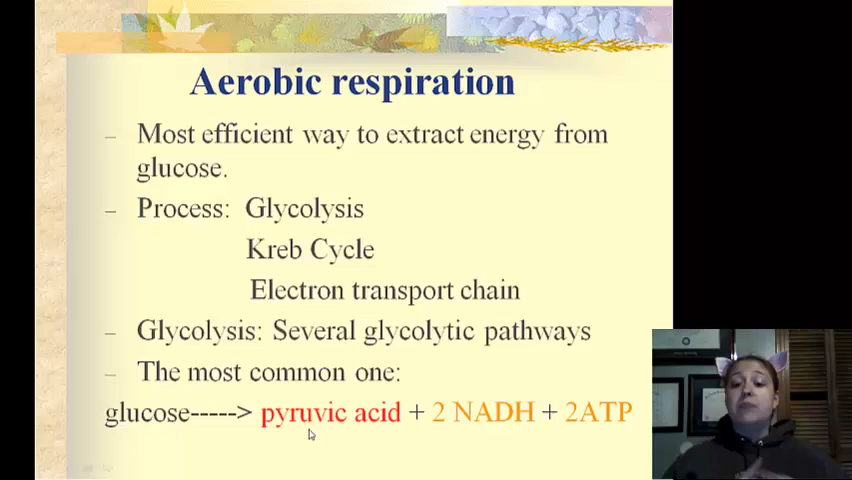 Aerobic respiration
– Most efficient way to extract energy from
glucose.
– Process: Glycolysis
Kreb Cycle
Electron transport chain
– Glycolysis: Several glycolytic pathways
– The most common one:
glucose-----> pyruvic acid + 2 NADH + 2ATP